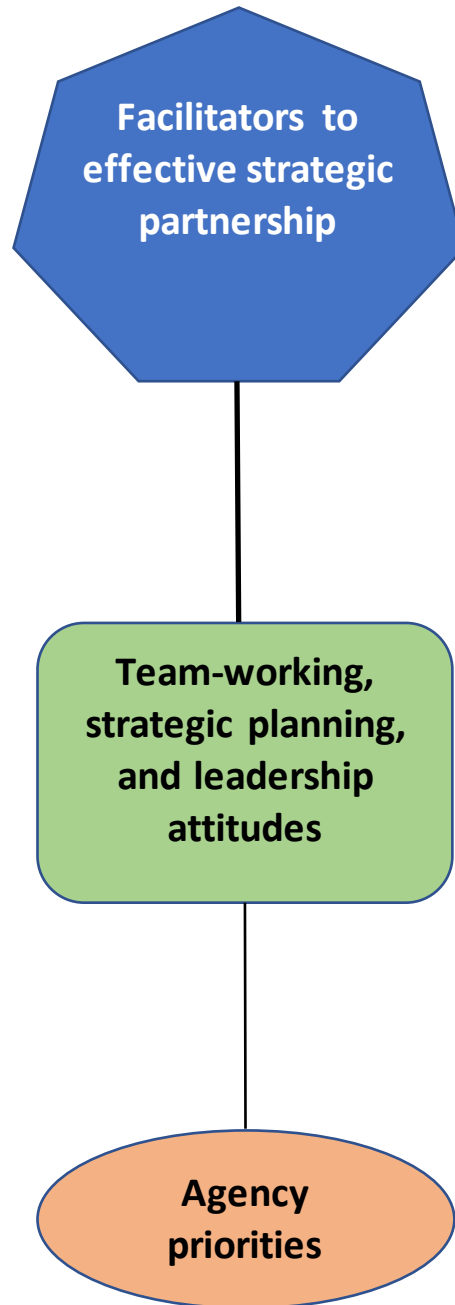 Facilitators to
effective strategic
partnership
Team-working,
strategic planning,
and leadership
attitudes
Agency
priorities